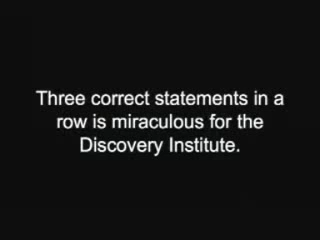 Three correct statements in a
row is miraculous for the
Discovery Institute.